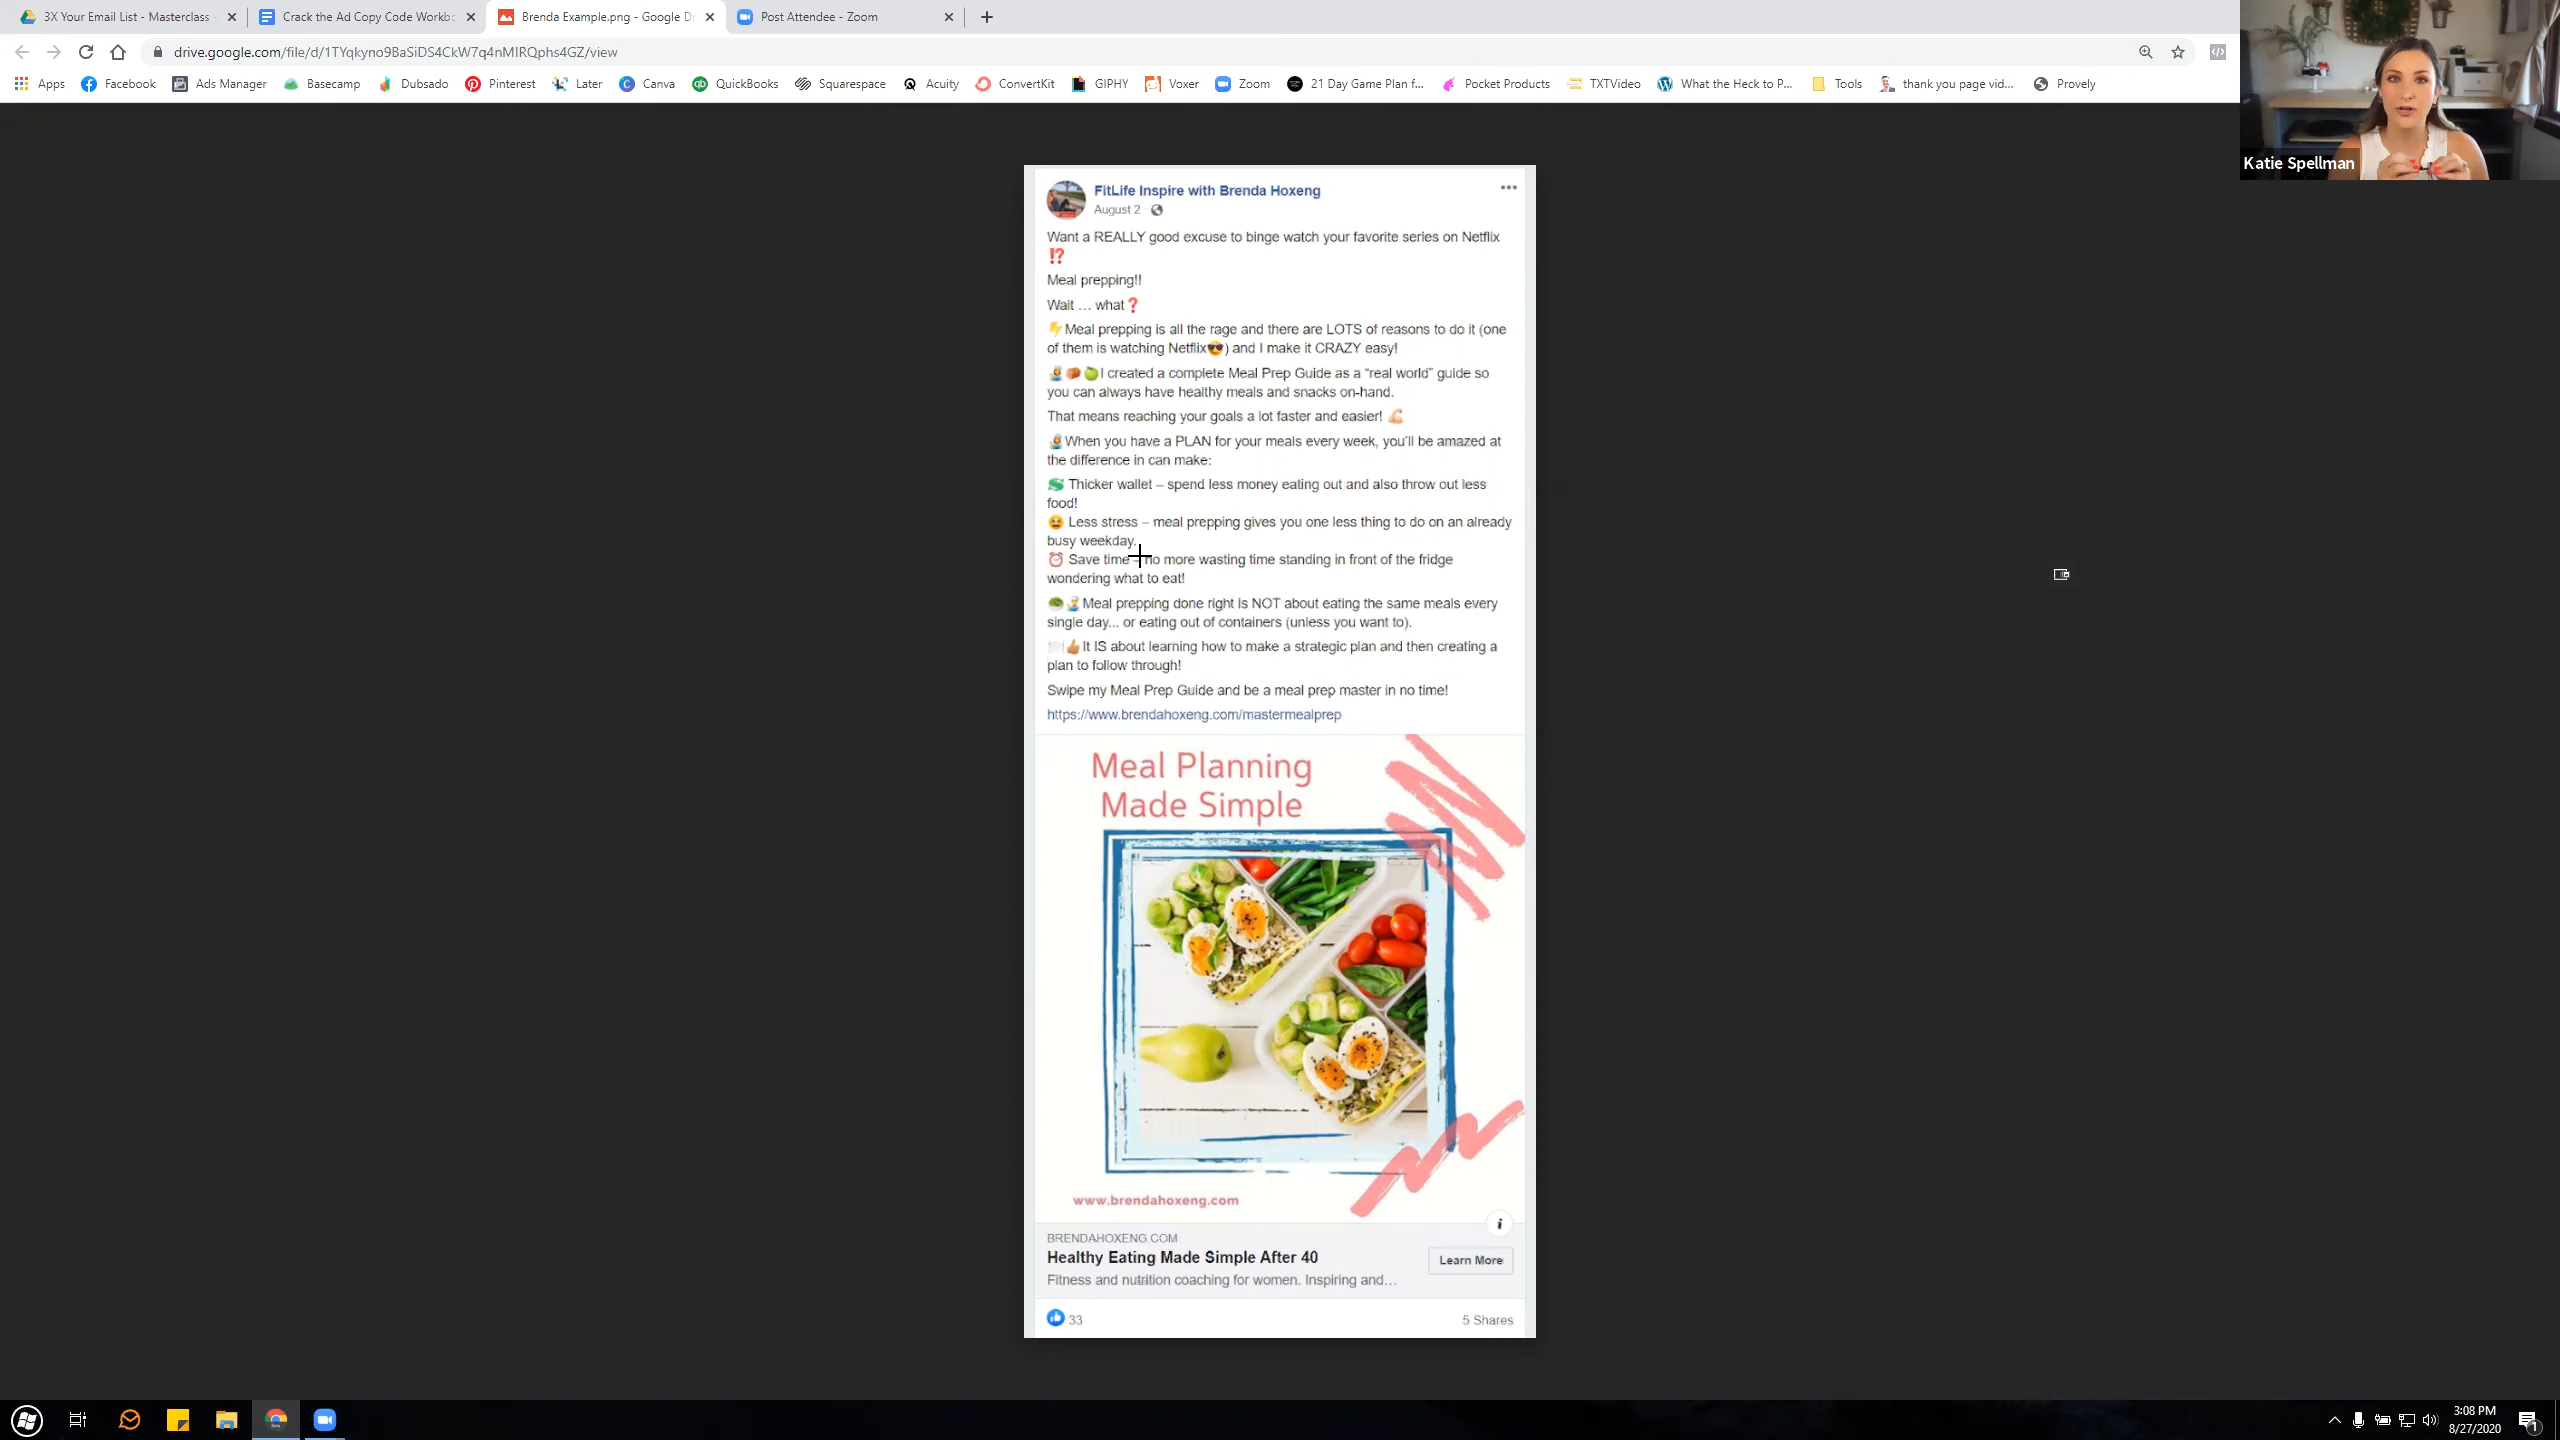 3X Your Email List - Masterclass
Crack the Ad Copy Code Workb
Brenda Example.png - Google D
Post Attendee - Zoom
drive.google.com/file/d/1TYqkyno9BaSiDS4CkW7q4nMIRQphs4GZ/view
Apps Facebook Ads Manager Basecamp Dubsado Pinterest Later Canva QuickBooks Squarespace Acuity ConvertKit GIPHY Voxer Zoom 21 Day Game Plan f... Pocket Products TXTVideo What the Heck to P... Tools thank you page vid... Provely
Katie Spellman
FitLife Inspire with Brenda Hoxeng
August 2
Want a REALLY good excuse to binge watch your favorite series on Netflix
⁉️
Meal prepping!!
Wait … what❓
⚡Meal prepping is all the rage and there are LOTS of reasons to do it (one
of them is watching Netflix😎) and I make it CRAZY easy!
I created a complete Meal Prep Guide as a “real world” guide so
you can always have healthy meals and snacks on-hand.
That means reaching your goals a lot faster and easier! 💪
When you have a PLAN for your meals every week, you'll be amazed at
the difference in can make:
💲 Thicker wallet – spend less money eating out and also throw out less
food!
Less stress – meal prepping gives you one less thing to do on an already
busy weekday.
⏰ Save time – no more wasting time standing in front of the fridge
wondering what to eat!
Meal prepping done right is NOT about eating the same meals every
single day... or eating out of containers (unless you want to).
It IS about learning how to make a strategic plan and then creating a
plan to follow through!
Swipe my Meal Prep Guide and be a meal prep master in no time!
https://www.brendahoxeng.com/mastermealprep
Meal Planning
Made Simple
www.brendahoxeng.com
BRENDAHOXENG.COM
Healthy Eating Made Simple After 40
Learn More
Fitness and nutrition coaching for women. Inspiring and...
33
5 Shares
3:08 PM
8/27/2020
1